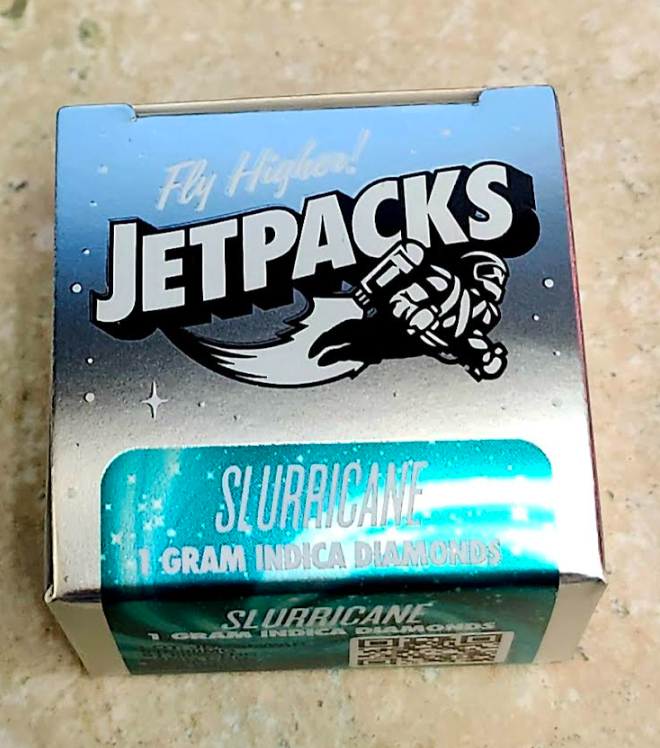 Fly Higher!
JETPACKS
SLURRICANE
1 GRAM INDICA DIAMONDS
SLURRICANE
1 GRAM INDICA DIAMONDS